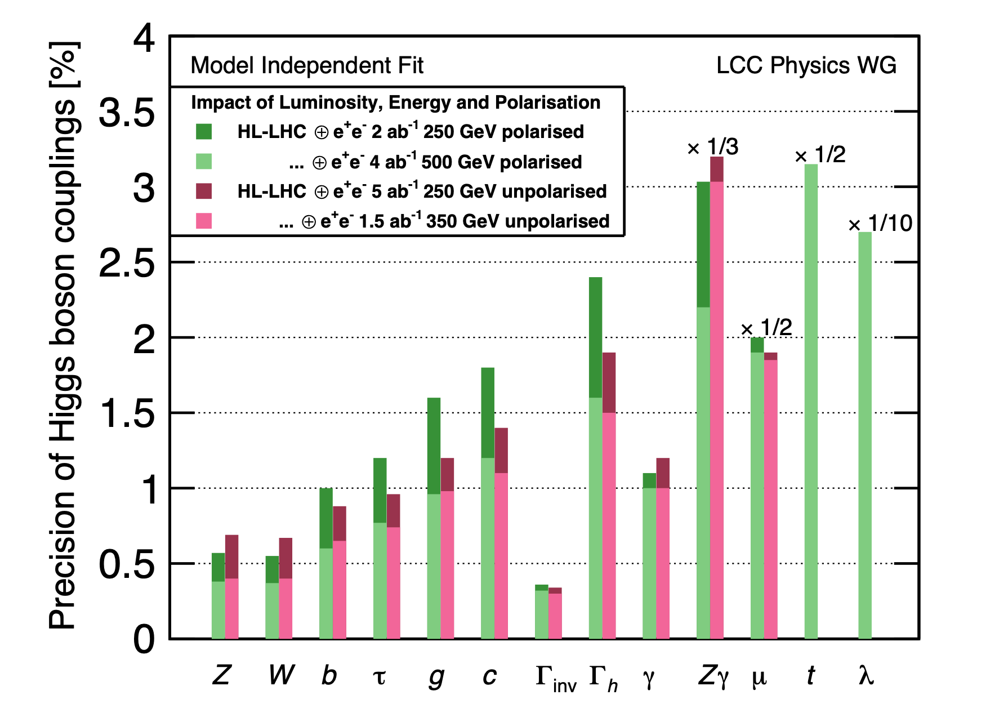 Precision of Higgs boson couplings [%]
4
3.5
3
2.5
2
1.5
1
0.5
0
Model Independent Fit
LCC Physics WG
Impact of Luminosity, Energy and Polarisation
HL-LHC ⊕ e⁺e⁻ 2 ab⁻¹ 250 GeV polarised
... ⊕ e⁺e⁻ 4 ab⁻¹ 500 GeV polarised
HL-LHC ⊕ e⁺e⁻ 5 ab⁻¹ 250 GeV unpolarised
... ⊕ e⁺e⁻ 1.5 ab⁻¹ 350 GeV unpolarised
× 1/3
× 1/2
× 1/10
× 1/2
Z W b τ g c Γinv Γh γ Zγ μ t λ